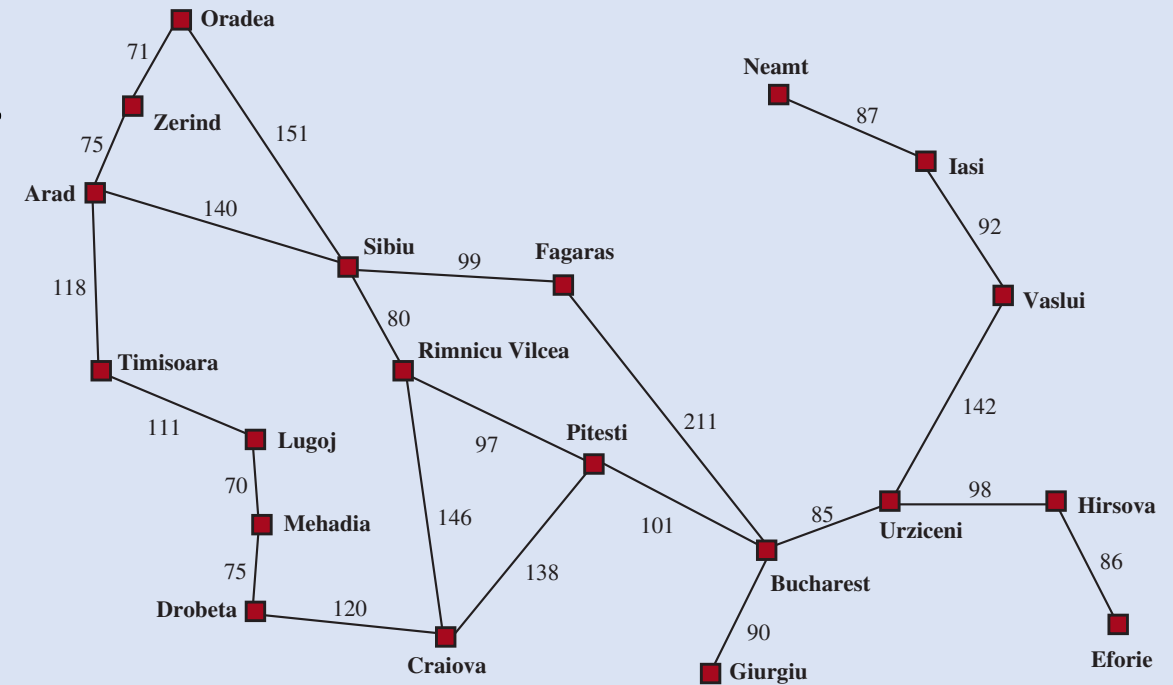 Oradea
71
Neamt
87
Zerind
151
75
Iasi
Arad
140
92
Sibiu
Fagaras
99
118
Vaslui
80
Timisoara
Rimnicu Vilcea
142
111
211
Lugoj
Pitesti
97
70
98
Hirsova
Mehadia
146
101
85
Urziceni
86
75
138
Bucharest
Drobeta
120
90
Craiova
Giurgiu
Eforie